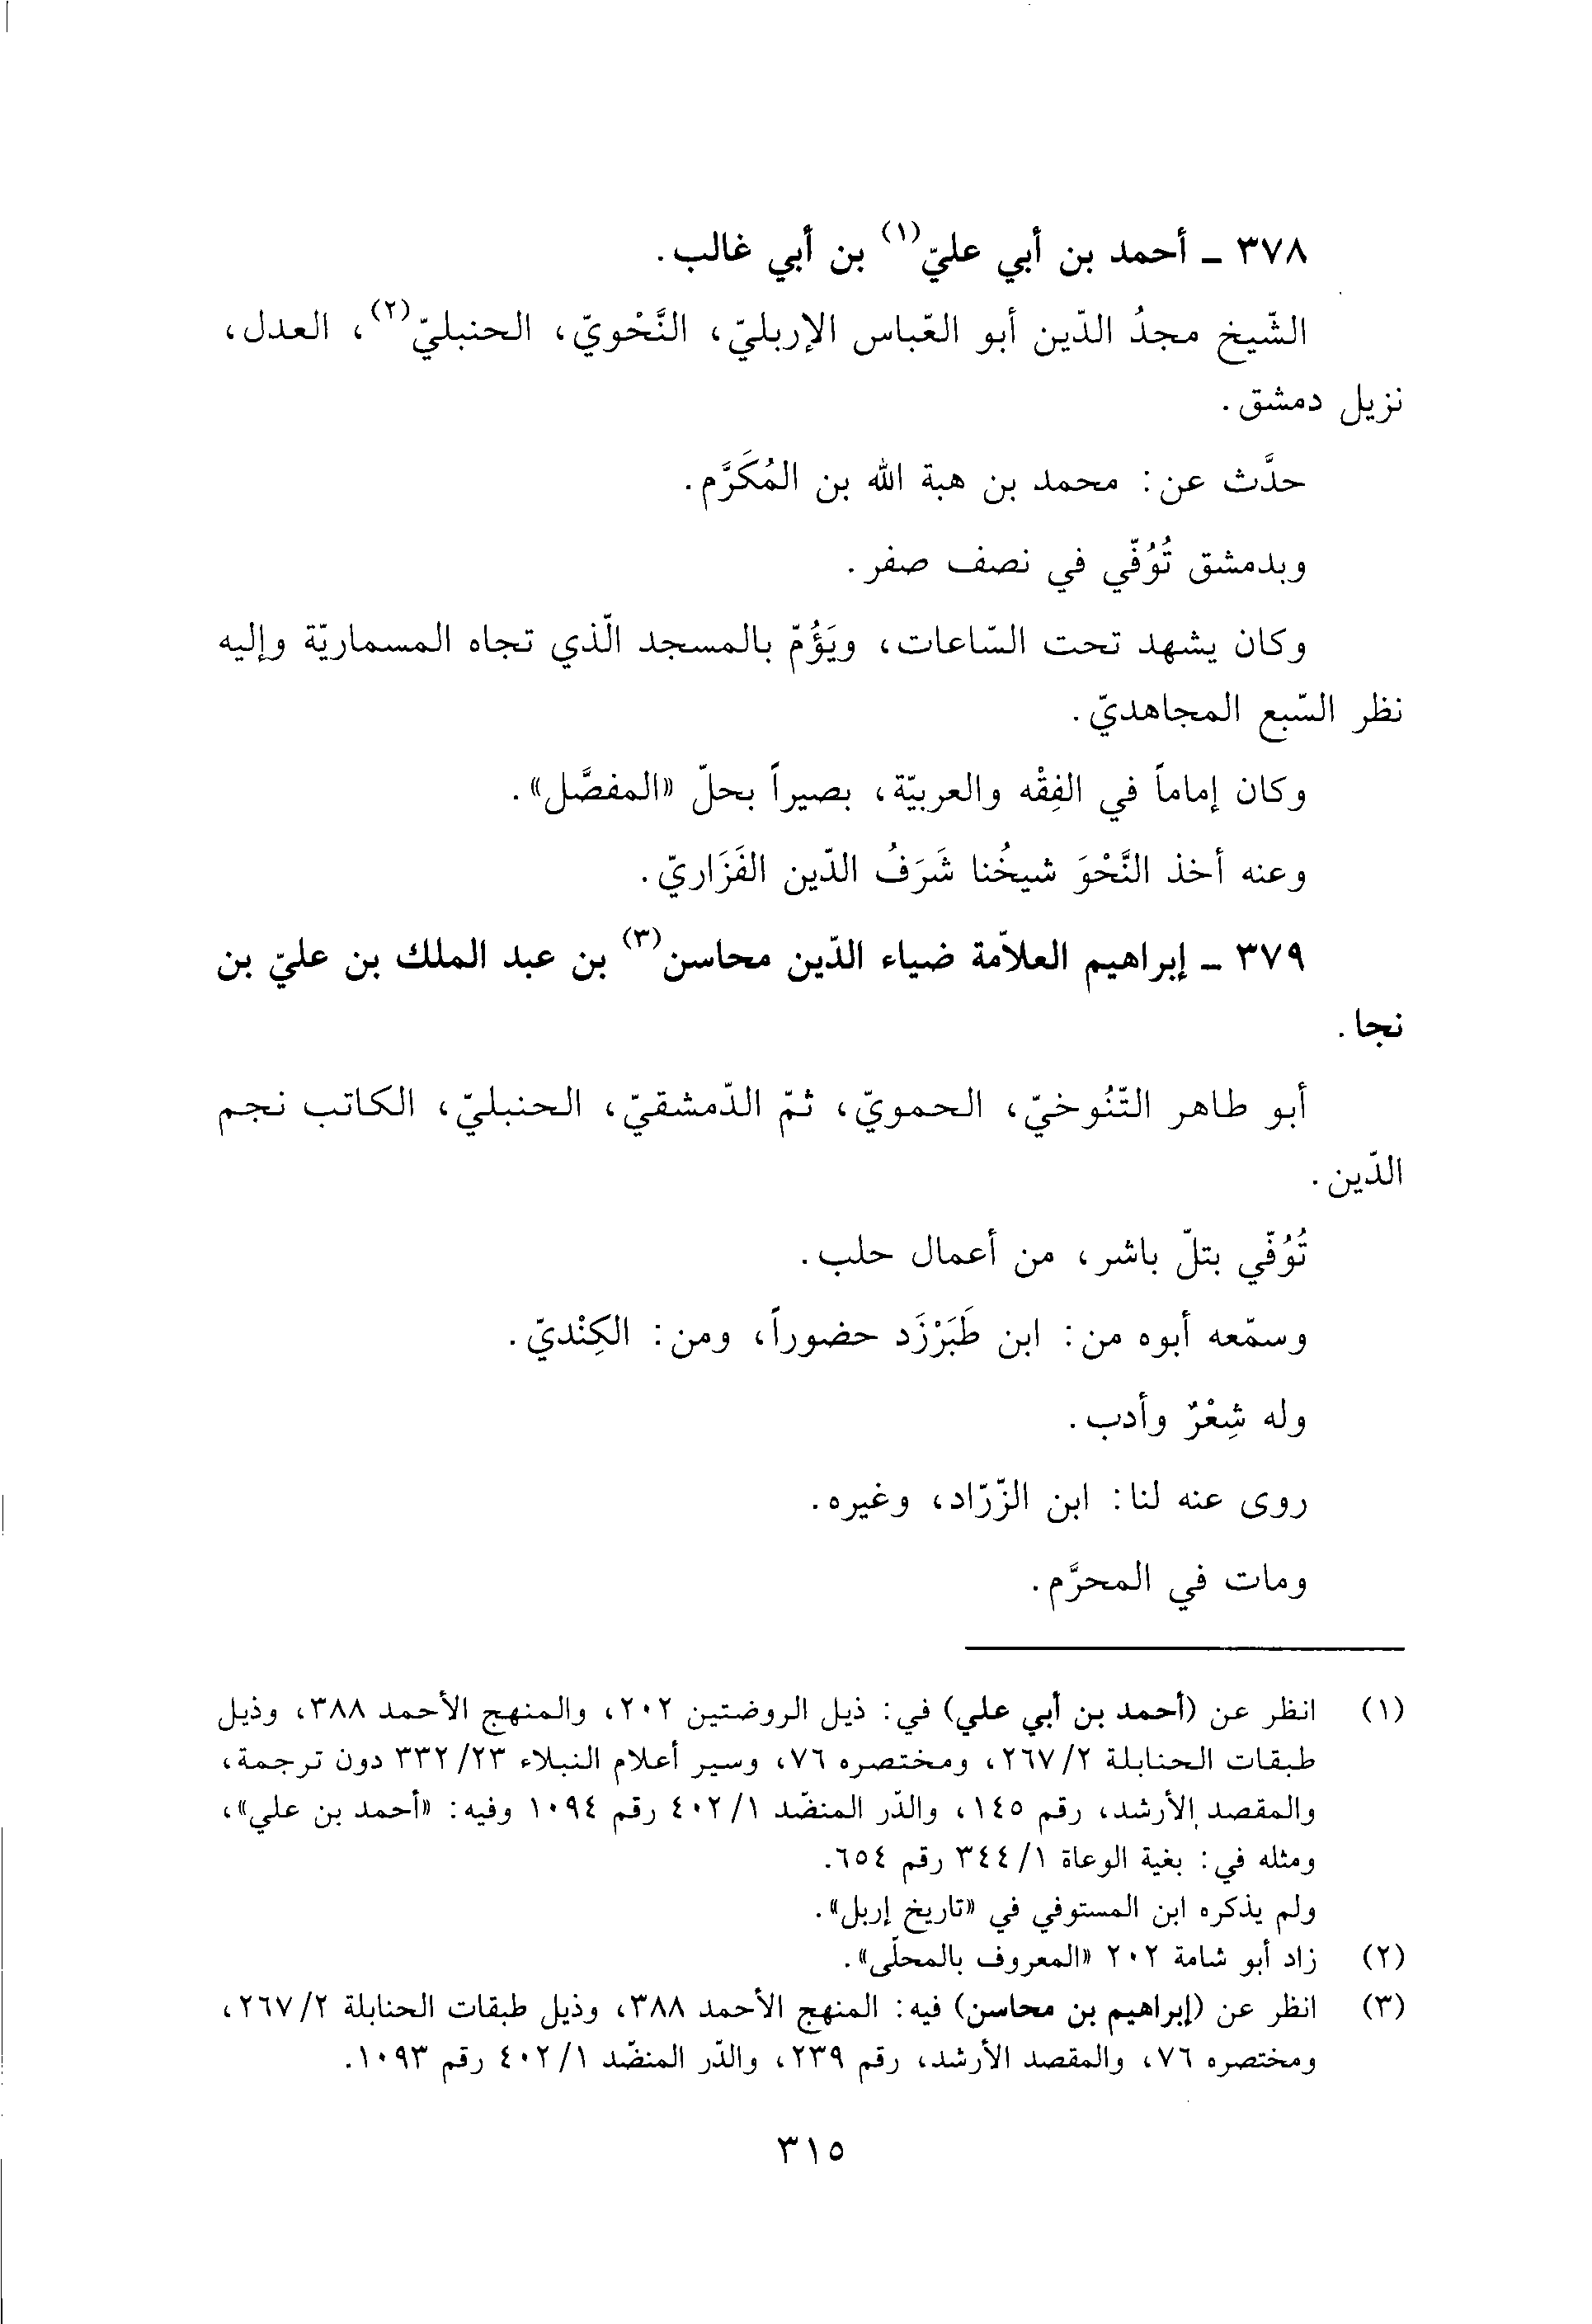 ٣٧٨ - أحمد بن أبي عليّ(١) بن أبي غالب.
الشّيخ مجدُ الدّين أبو العّباس الإربليّ، النَّحْويّ، الحنبليّ(٢)، العدل،
نزيل دمشق.
حدَّث عن: محمد بن هبة الله بن المُكَرَّم.
وبدمشق تُوُفّي في نصف صفر.
وكان يشهد تحت السّاعات، ويَؤُمّ بالمسجد الّذي تجاه المسماريّة وإليه
نظر السّبع المجاهديّ.
وكان إماماً في الفِقْه والعربيّة، بصيراً بحلّ «المفصَّل».
وعنه أخذ النَّحْوَ شيخُنا شَرَفُ الدّين الفَزَاريّ.
٣٧٩ - إبراهيم العلاّمة ضياء الدّين محاسن(٣) بن عبد الملك بن عليّ بن
نجا.
أبو طاهر التّنُوخيّ، الحمويّ، ثمّ الدّمشقيّ، الحنبليّ، الكاتب نجم
الدّين.
تُوُفّي بتلّ باشر، من أعمال حلب.
وسمّعه أبوه من: ابن طَبَرْزَد حضوراً، ومن: الكِنْديّ.
وله شِعْرٌ وأدب.
روى عنه لنا: ابن الزّرّاد، وغيره.
ومات في المحرَّم.
(١) انظر عن (أحمد بن أبي علي) في: ذيل الروضتين ٢٠٢، والمنهج الأحمد ٣٨٨، وذيل
طبقات الحنابلة ٢/ ٢٦٧، ومختصره ٧٦، وسير أعلام النبلاء ٢٣/ ٣٣٢ دون ترجمة،
والمقصد الأرشد، رقم ١٤٥، والدّر المنضّد ١/ ٤٠٢ رقم ١٠٩٤ وفيه: «أحمد بن علي»،
ومثله في: بغية الوعاة ١/ ٣٤٤ رقم ٦٥٤.
ولم يذكره ابن المستوفي في «تاريخ إربل».
(٢) زاد أبو شامة ٢٠٢ «المعروف بالمحلّى».
(٣) انظر عن (إبراهيم بن محاسن) فيه: المنهج الأحمد ٣٨٨، وذيل طبقات الحنابلة ٢/ ٢٦٧،
ومختصره ٧٦، والمقصد الأرشد، رقم ٢٣٩، والدّر المنضّد ١/ ٤٠٢ رقم ١٠٩٣.
٣١٥